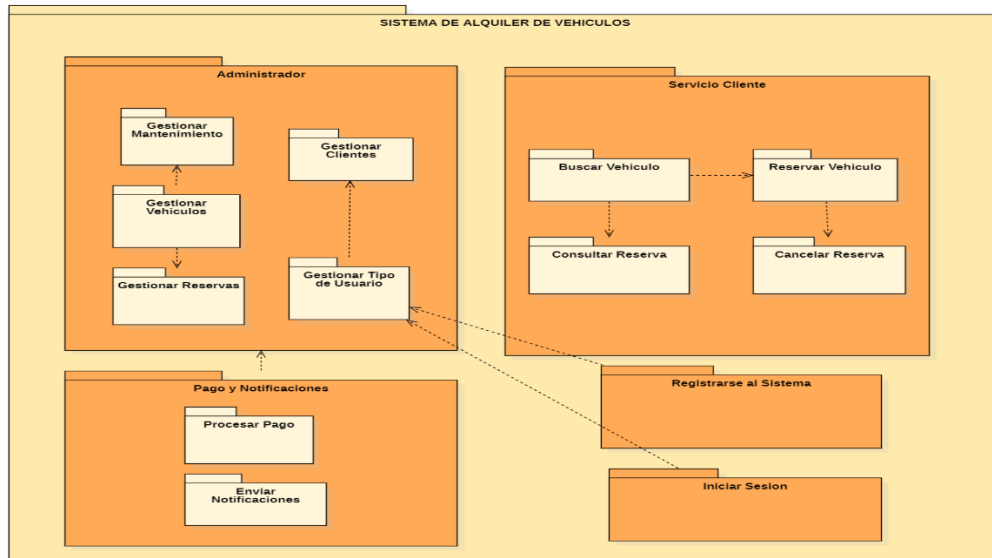 SISTEMA DE ALQUILER DE VEHICULOS
Administrador
Gestionar
Mantenimiento
Gestionar
Clientes
Gestionar
Vehiculos
Gestionar Reservas
Gestionar Tipo
de Usuario
Servicio Cliente
Buscar Vehiculo
Reservar Vehiculo
Consultar Reserva
Cancelar Reserva
Pago y Notificaciones
Procesar Pago
Enviar
Notificaciones
Registrarse al Sistema
Iniciar Sesion